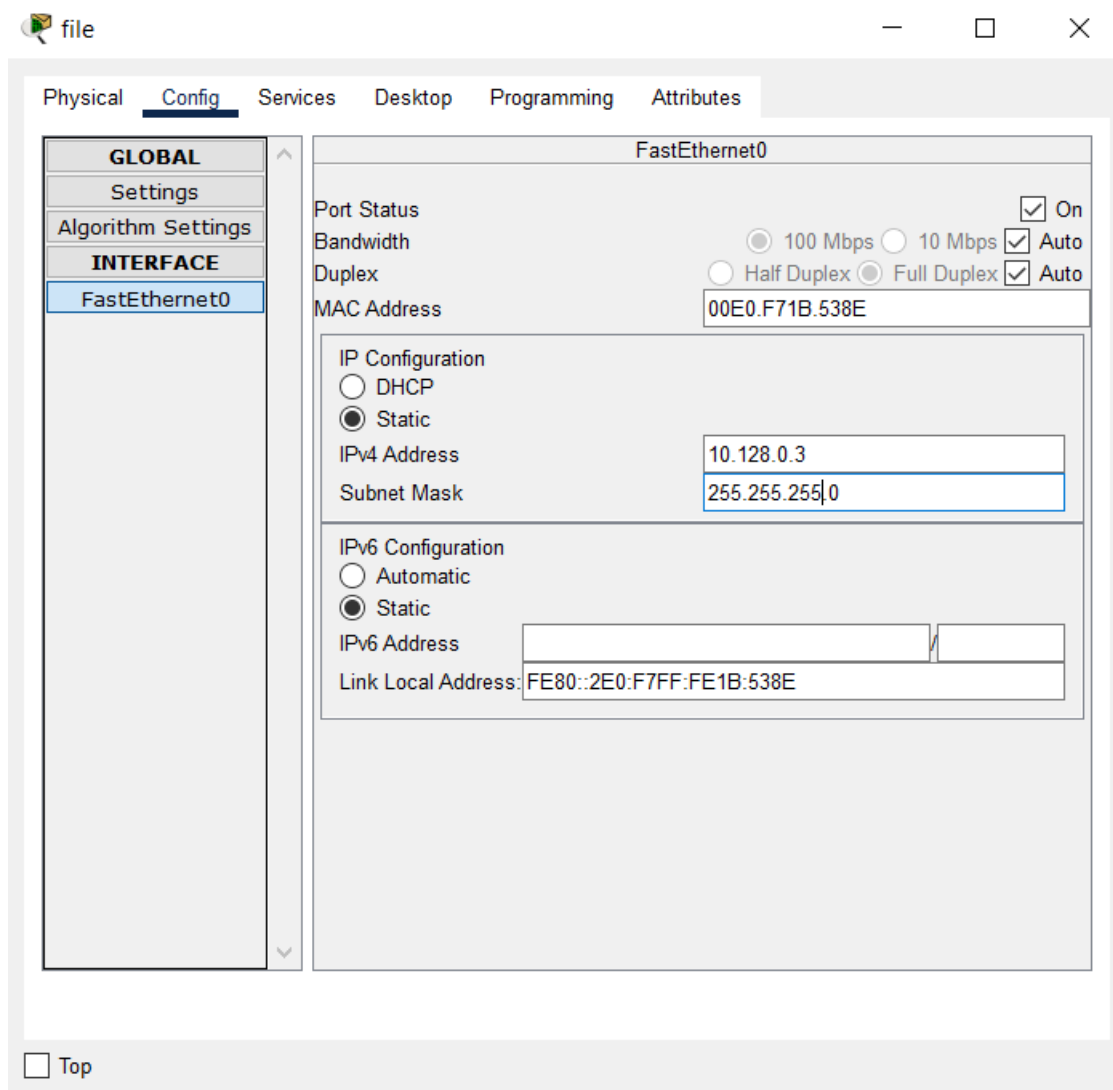 file
Physical Config Services Desktop Programming Attributes
GLOBAL
Settings
Algorithm Settings
INTERFACE
FastEthernet0
FastEthernet0
Port Status On
Bandwidth 100 Mbps 10 Mbps Auto
Duplex Half Duplex Full Duplex Auto
MAC Address 00E0.F71B.538E
IP Configuration
DHCP
Static
IPv4 Address 10.128.0.3
Subnet Mask 255.255.255.0
IPv6 Configuration
Automatic
Static
IPv6 Address /
Link Local Address: FE80::2E0:F7FF:FE1B:538E
Top